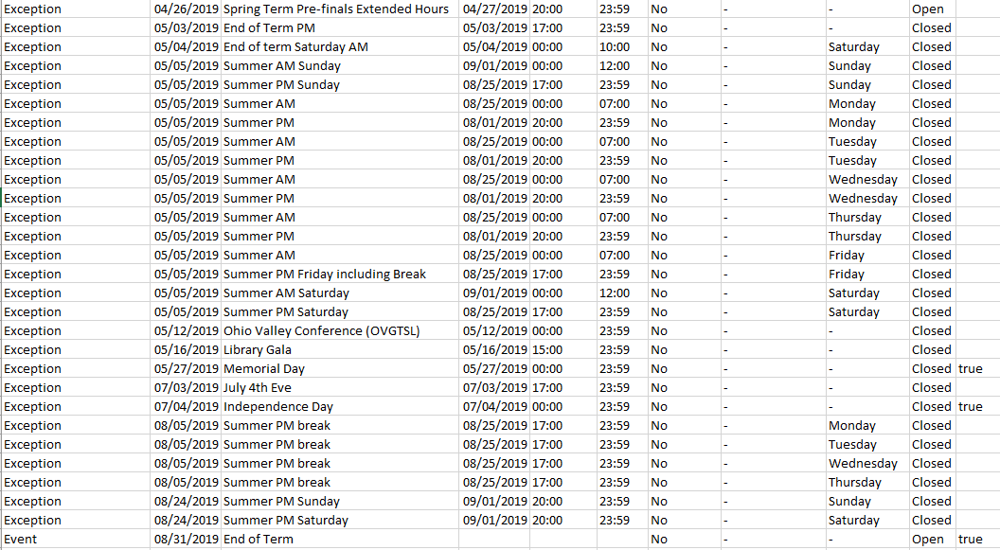 Exception 04/26/2019 Spring Term Pre-finals Extended Hours 04/27/2019 20:00 23:59 No - - Open
Exception 05/03/2019 End of Term PM 05/03/2019 17:00 23:59 No - - Closed
Exception 05/04/2019 End of term Saturday AM 05/04/2019 00:00 10:00 No - Saturday Closed
Exception 05/05/2019 Summer AM Sunday 09/01/2019 00:00 12:00 No - Sunday Closed
Exception 05/05/2019 Summer PM Sunday 08/25/2019 17:00 23:59 No - Sunday Closed
Exception 05/05/2019 Summer AM 08/25/2019 00:00 07:00 No - Monday Closed
Exception 05/05/2019 Summer PM 08/01/2019 20:00 23:59 No - Monday Closed
Exception 05/05/2019 Summer AM 08/25/2019 00:00 07:00 No - Tuesday Closed
Exception 05/05/2019 Summer PM 08/01/2019 20:00 23:59 No - Tuesday Closed
Exception 05/05/2019 Summer AM 08/25/2019 00:00 07:00 No - Wednesday Closed
Exception 05/05/2019 Summer PM 08/01/2019 20:00 23:59 No - Wednesday Closed
Exception 05/05/2019 Summer AM 08/25/2019 00:00 07:00 No - Thursday Closed
Exception 05/05/2019 Summer PM 08/01/2019 20:00 23:59 No - Thursday Closed
Exception 05/05/2019 Summer AM 08/25/2019 00:00 07:00 No - Friday Closed
Exception 05/05/2019 Summer PM Friday including Break 08/25/2019 17:00 23:59 No - Friday Closed
Exception 05/05/2019 Summer AM Saturday 09/01/2019 00:00 12:00 No - Saturday Closed
Exception 05/05/2019 Summer PM Saturday 08/25/2019 17:00 23:59 No - Saturday Closed
Exception 05/12/2019 Ohio Valley Conference (OVGTSL) 05/12/2019 00:00 23:59 No - - Closed
Exception 05/16/2019 Library Gala 05/16/2019 15:00 23:59 No - - Closed
Exception 05/27/2019 Memorial Day 05/27/2019 00:00 23:59 No - - Closed true
Exception 07/03/2019 July 4th Eve 07/03/2019 17:00 23:59 No - - Closed
Exception 07/04/2019 Independence Day 07/04/2019 00:00 23:59 No - - Closed true
Exception 08/05/2019 Summer PM break 08/25/2019 17:00 23:59 No - Monday Closed
Exception 08/05/2019 Summer PM break 08/25/2019 17:00 23:59 No - Tuesday Closed
Exception 08/05/2019 Summer PM break 08/25/2019 17:00 23:59 No - Wednesday Closed
Exception 08/05/2019 Summer PM break 08/25/2019 17:00 23:59 No - Thursday Closed
Exception 08/24/2019 Summer PM Sunday 09/01/2019 20:00 23:59 No - Sunday Closed
Exception 08/24/2019 Summer PM Saturday 09/01/2019 20:00 23:59 No - Saturday Closed
Event 08/31/2019 End of Term No - - Open true